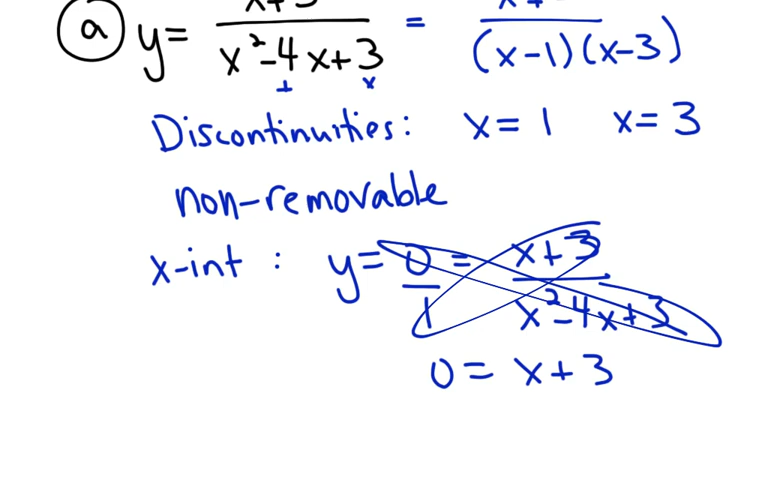 ⓐ y = x+3 / x²-4x+3 = x+ / (x-1)(x-3)
+ x
Discontinuities: x = 1 x = 3
non-removable
x-int : y = 0/1 = x+3 / x²-4x+3
0 = x+3